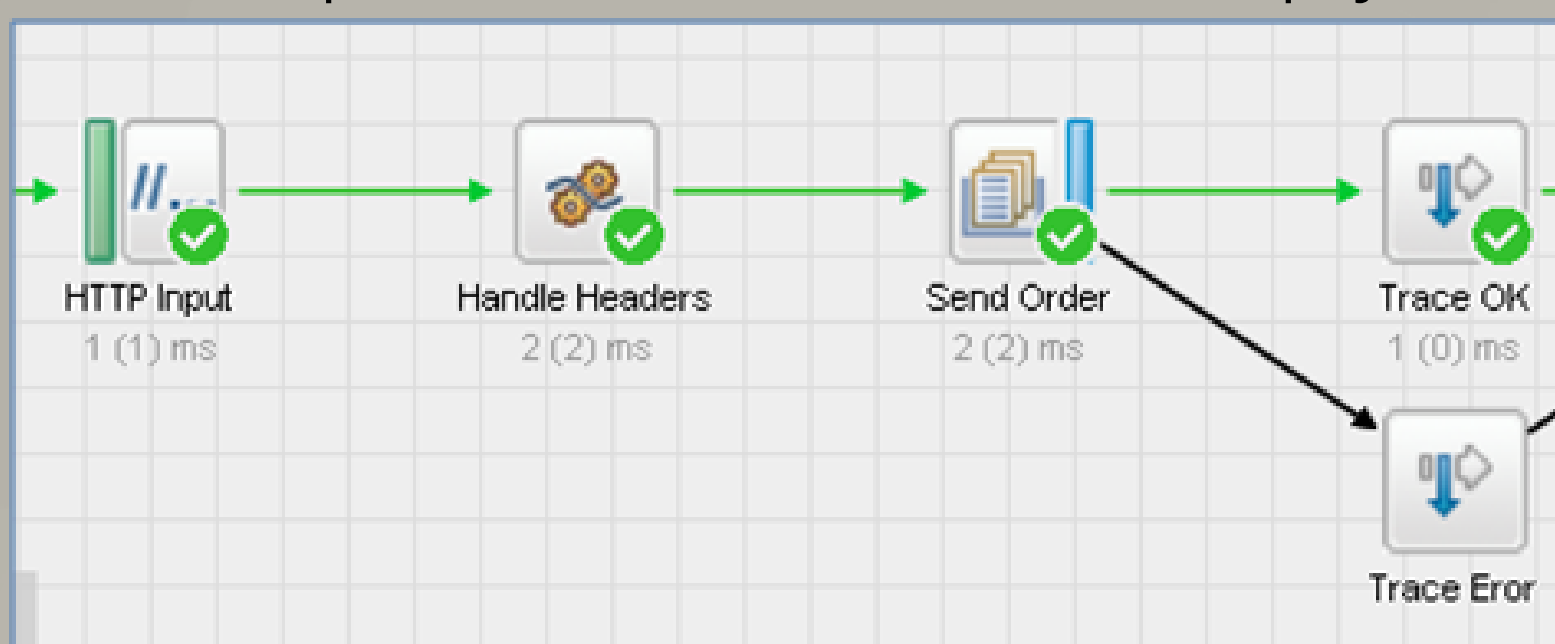 HTTP Input
Handle Headers
Send Order
Trace OK
1 (1) ms
2 (2) ms
2 (2) ms
1 (0) ms
Trace Eror